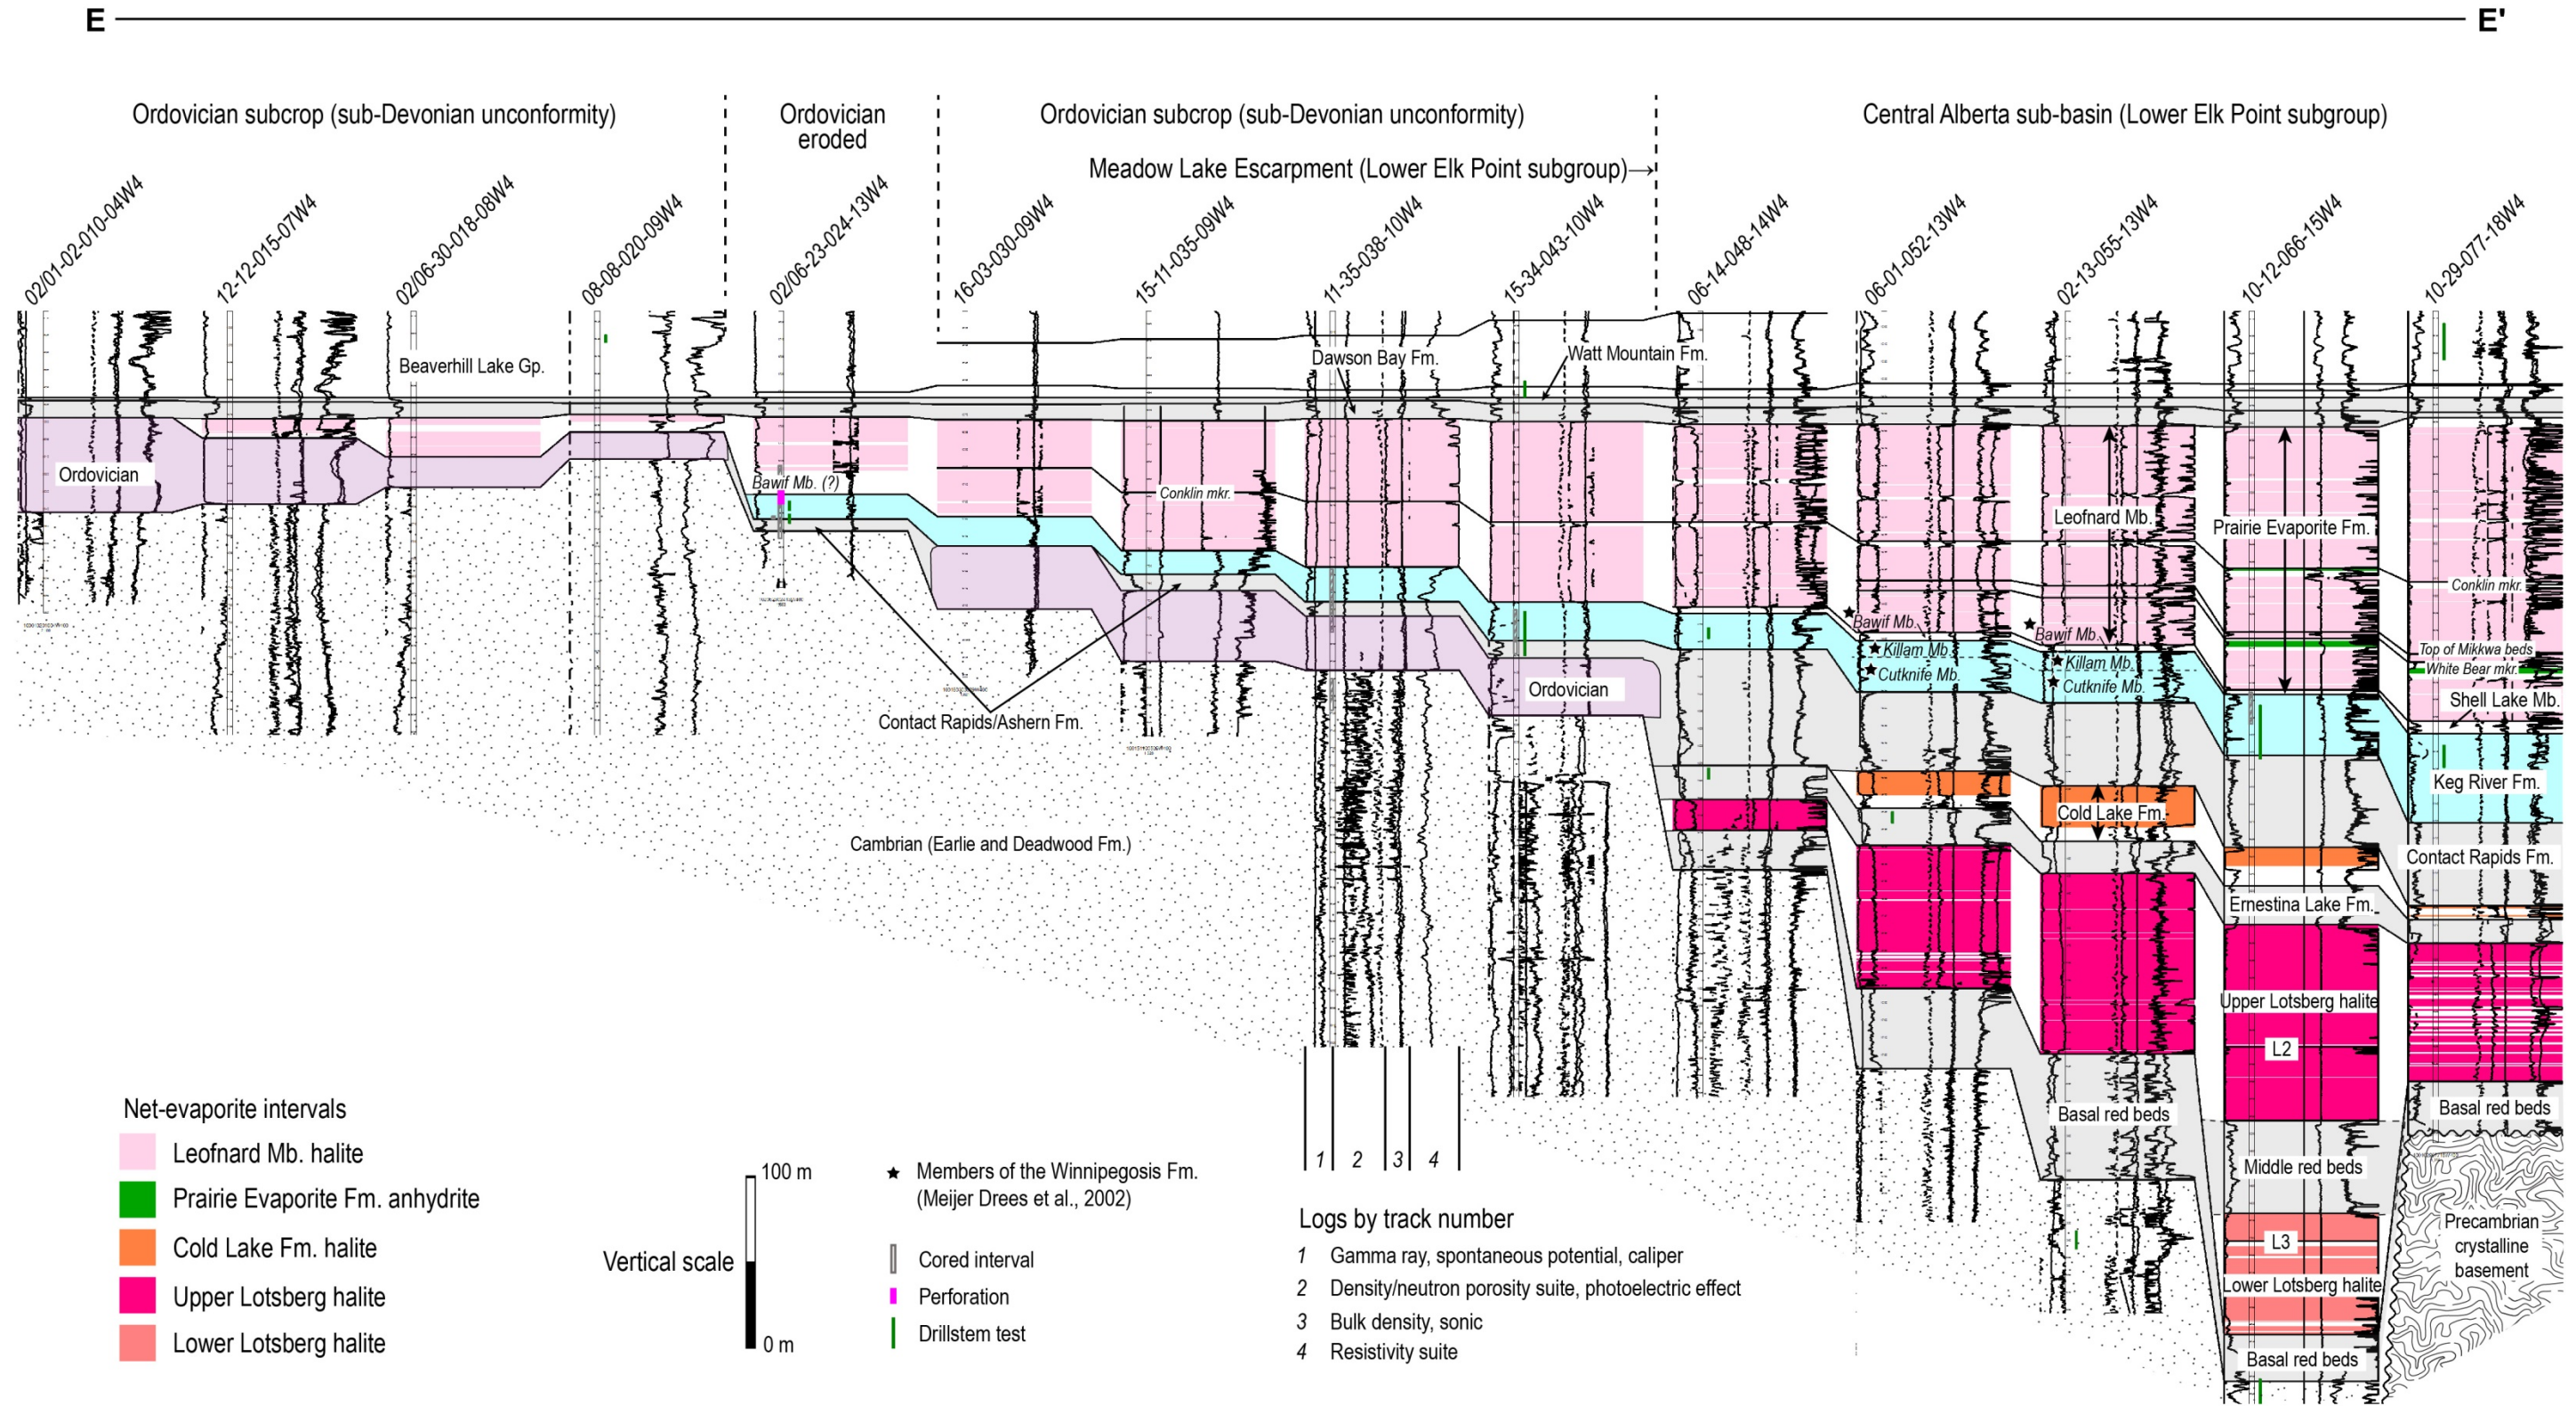 E
E'
Ordovician subcrop (sub-Devonian unconformity)
Ordovician
eroded
Ordovician subcrop (sub-Devonian unconformity)
Central Alberta sub-basin (Lower Elk Point subgroup)
Meadow Lake Escarpment (Lower Elk Point subgroup)→
02/01-02-010-04W4
12-12-015-07W4
02/06-30-018-08W4
08-08-020-09W4
02/06-23-024-13W4
16-03-030-09W4
15-11-035-09W4
11-35-038-10W4
15-34-043-10W4
06-14-048-14W4
06-01-052-13W4
02-13-055-13W4
10-12-066-15W4
10-29-077-18W4
Beaverhill Lake Gp.
Dawson Bay Fm.
Watt Mountain Fm.
Ordovician
Bawif Mb. (?)
Conklin mkr.
Leofnard Mb.
Prairie Evaporite Fm.
Conklin mkr.
Bawif Mb.
Killam Mb.
Cutknife Mb.
Bawif Mb.
Killam Mb.
Cutknife Mb.
Top of Mikkwa beds
White Bear mkr.
Shell Lake Mb.
Ordovician
Contact Rapids/Ashern Fm.
Keg River Fm.
Cold Lake Fm.
Cambrian (Earlie and Deadwood Fm.)
Contact Rapids Fm.
Ernestina Lake Fm.
Upper Lotsberg halite
L2
Basal red beds
Basal red beds
Middle red beds
L3
Lower Lotsberg halite
Basal red beds
Precambrian
crystalline
basement
Net-evaporite intervals
Leofnard Mb. halite
Prairie Evaporite Fm. anhydrite
Cold Lake Fm. halite
Upper Lotsberg halite
Lower Lotsberg halite
Vertical scale
100 m
0 m
★ Members of the Winnipegosis Fm.
(Meijer Drees et al., 2002)
Cored interval
Perforation
Drillstem test
1 2 3 4
Logs by track number
1 Gamma ray, spontaneous potential, caliper
2 Density/neutron porosity suite, photoelectric effect
3 Bulk density, sonic
4 Resistivity suite